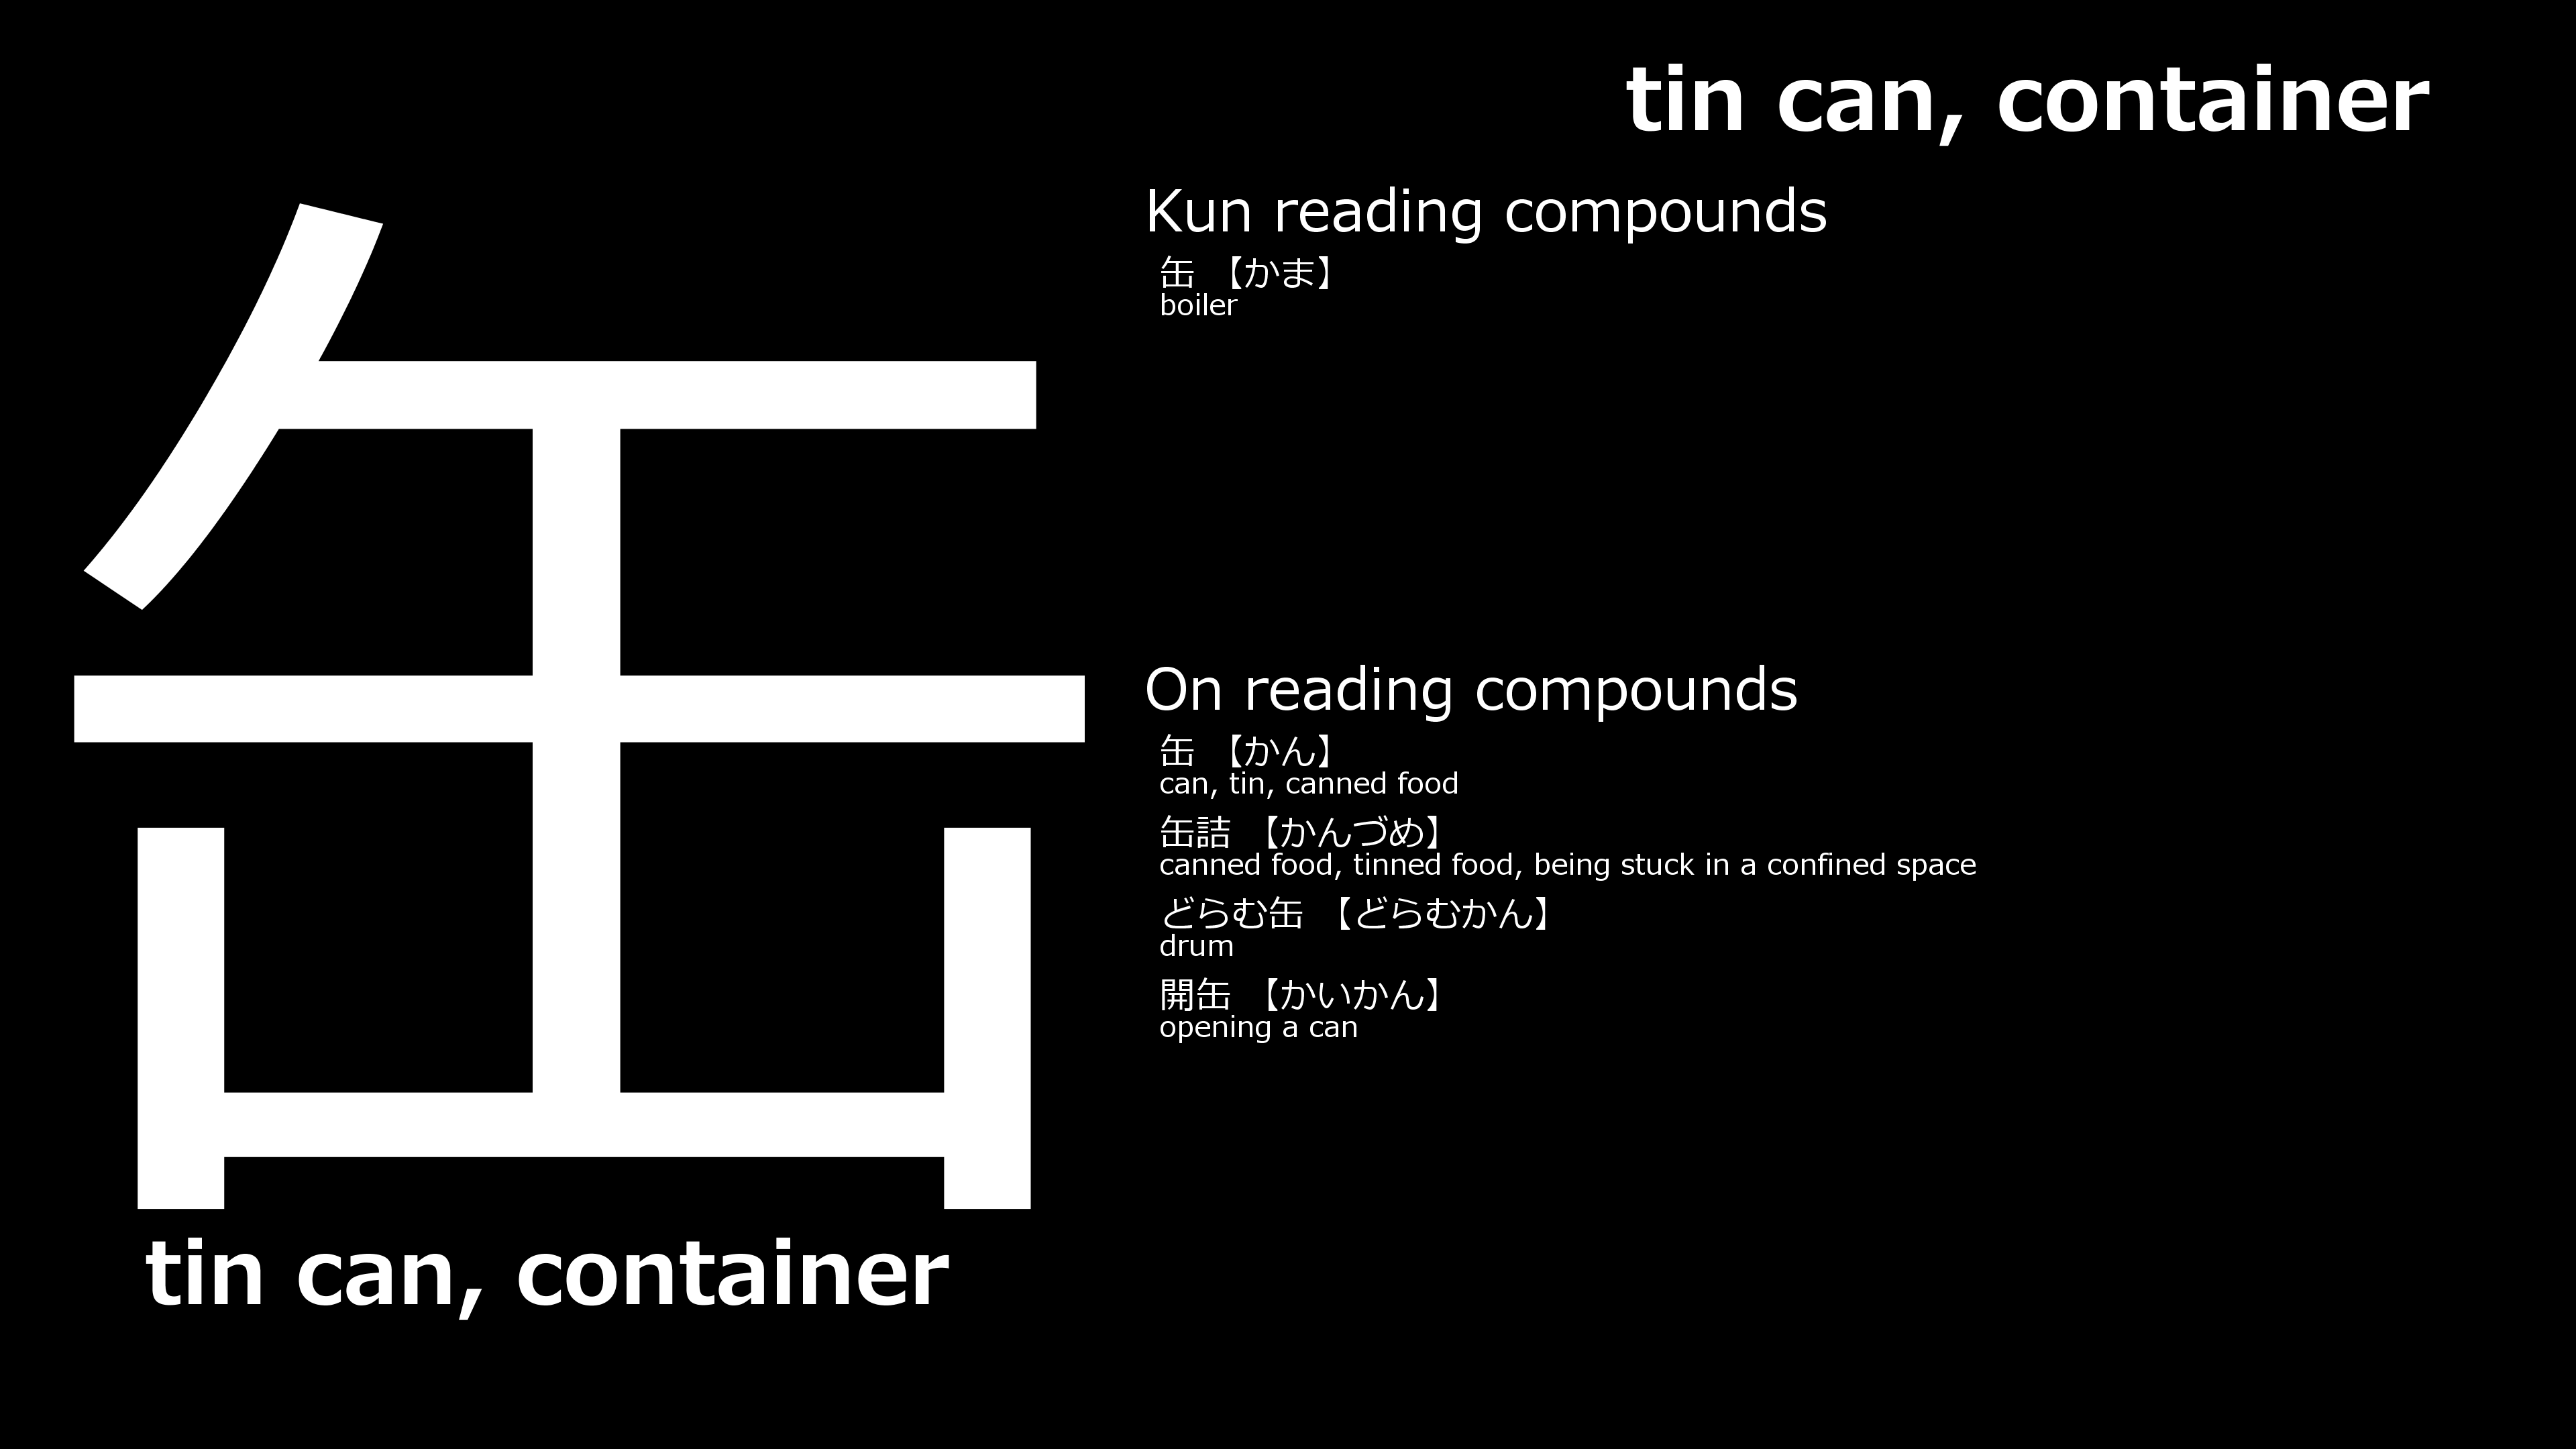 缶
tin can, container
tin can, container
Kun reading compounds
缶 【かま】
boiler
On reading compounds
缶 【かん】
can, tin, canned food
缶詰 【かんづめ】
canned food, tinned food, being stuck in a confined space
どらむ缶 【どらむかん】
drum
開缶 【かいかん】
opening a can